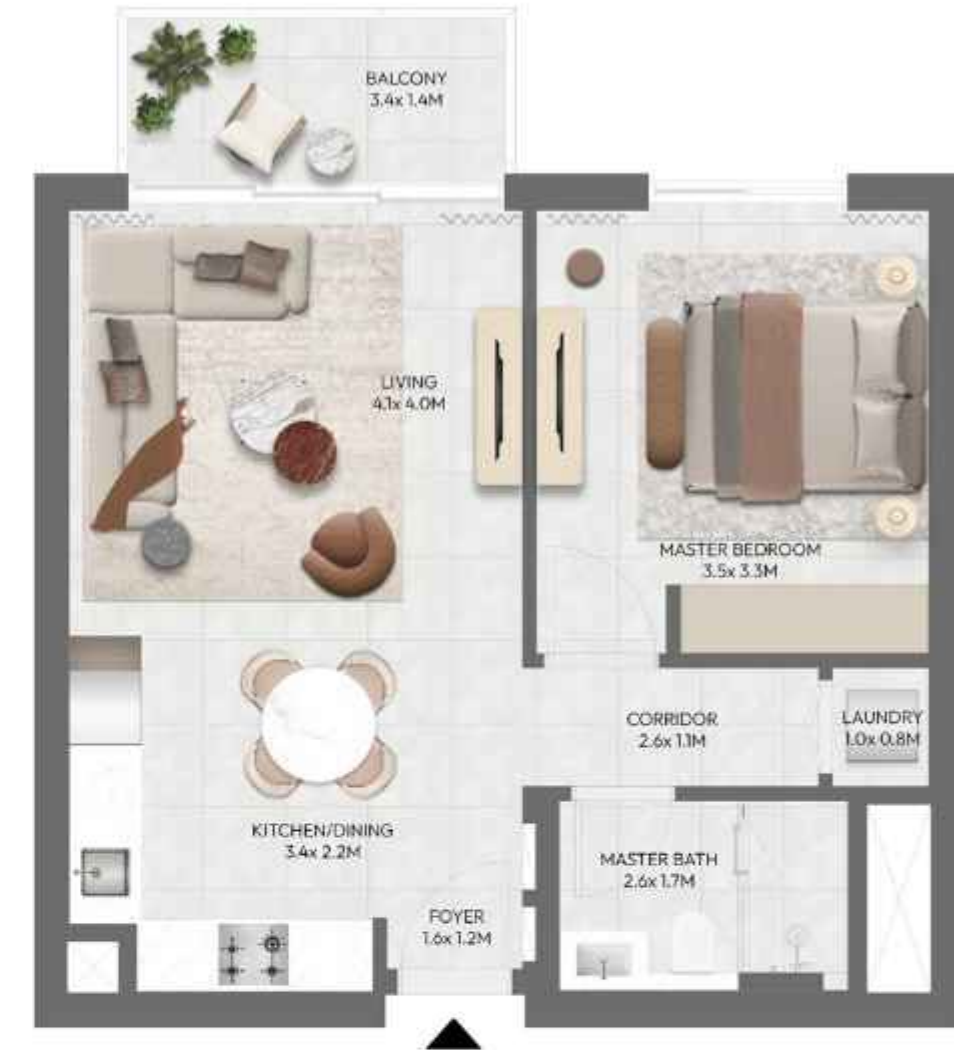 BALCONY
3.4x 1.4M
LIVING
4.1x 4.0M
MASTER BEDROOM
3.5x 3.3M
CORRIDOR
2.6x 1.1M
LAUNDRY
1.0x 0.8M
KITCHEN/DINING
3.4x 2.2M
MASTER BATH
2.6x 1.7M
FOYER
1.6x 1.2M